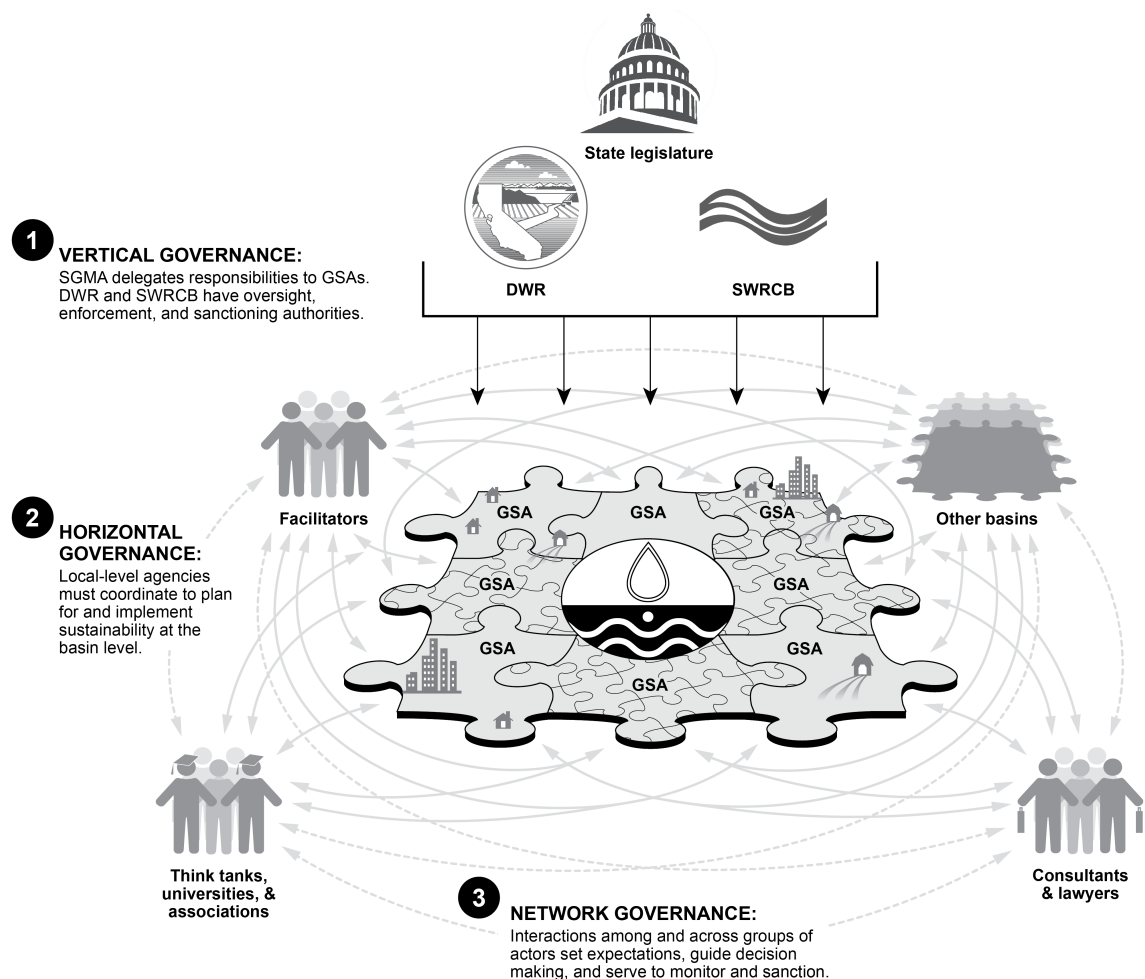 State legislature
1
VERTICAL GOVERNANCE:
SGMA delegates responsibilities to GSAs.
DWR and SWRCB have oversight,
enforcement, and sanctioning authorities.
DWR
SWRCB
2
HORIZONTAL
GOVERNANCE:
Local-level agencies
must coordinate to plan
for and implement
sustainability at the
basin level.
Facilitators
Other basins
GSA
GSA
GSA
GSA
GSA
GSA
GSA
GSA
Think tanks,
universities, &
associations
Consultants
& lawyers
3
NETWORK GOVERNANCE:
Interactions among and across groups of
actors set expectations, guide decision
making, and serve to monitor and sanction.